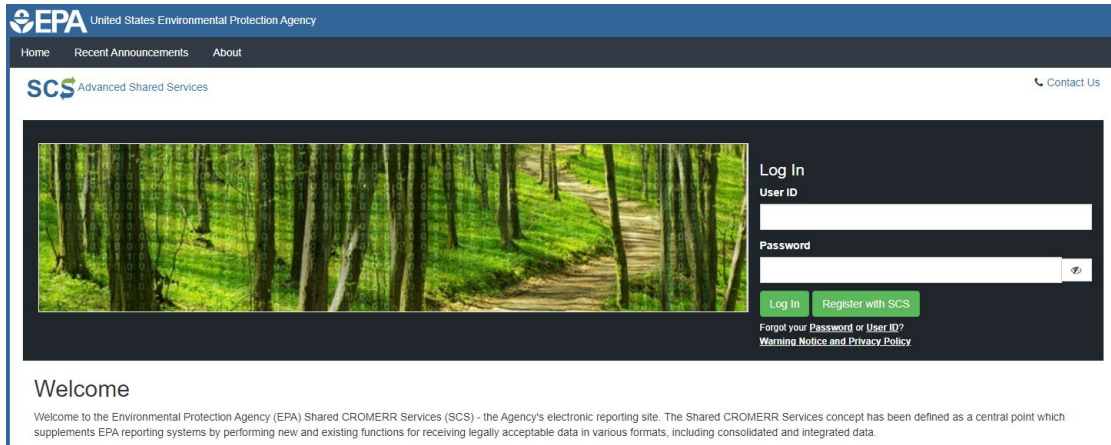 EPA United States Environmental Protection Agency
Home Recent Announcements About
SCS Advanced Shared Services
Contact Us
Log In
User ID
Password
Log In Register with SCS
Forgot your Password or User ID?
Warning Notice and Privacy Policy
Welcome
Welcome to the Environmental Protection Agency (EPA) Shared CROMERR Services (SCS) - the Agency's electronic reporting site. The Shared CROMERR Services concept has been defined as a central point which
supplements EPA reporting systems by performing new and existing functions for receiving legally acceptable data in various formats, including consolidated and integrated data.